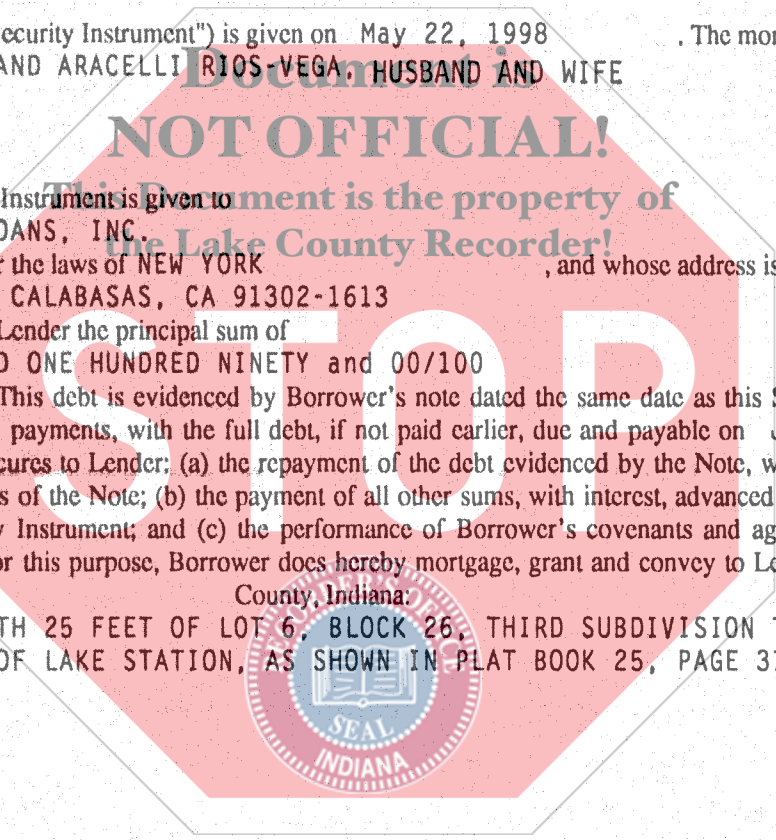 ecurity Instrument") is given on May 22, 1998 . The mor
AND ARACELLI RIOS-VEGA, HUSBAND AND WIFE
Document is
NOT OFFICIAL!
Instrument is given to
This Document is the property of
OANS, INC.
the Lake County Recorder!
r the laws of NEW YORK , and whose address is
CALABASAS, CA 91302-1613
Lender the principal sum of
D ONE HUNDRED NINETY and 00/100
STOP
This debt is evidenced by Borrower's note dated the same date as this S
payments, with the full debt, if not paid earlier, due and payable on J
cures to Lender: (a) the repayment of the debt evidenced by the Note, w
s of the Note; (b) the payment of all other sums, with interest, advanced
y Instrument; and (c) the performance of Borrower's covenants and ag
or this purpose, Borrower does hereby mortgage, grant and convey to Le
County, Indiana:
TH 25 FEET OF LOT 6, BLOCK 26, THIRD SUBDIVISION T
OF LAKE STATION, AS SHOWN IN PLAT BOOK 25, PAGE 31
RECORDER'S OFFICE
SEAL
INDIANA